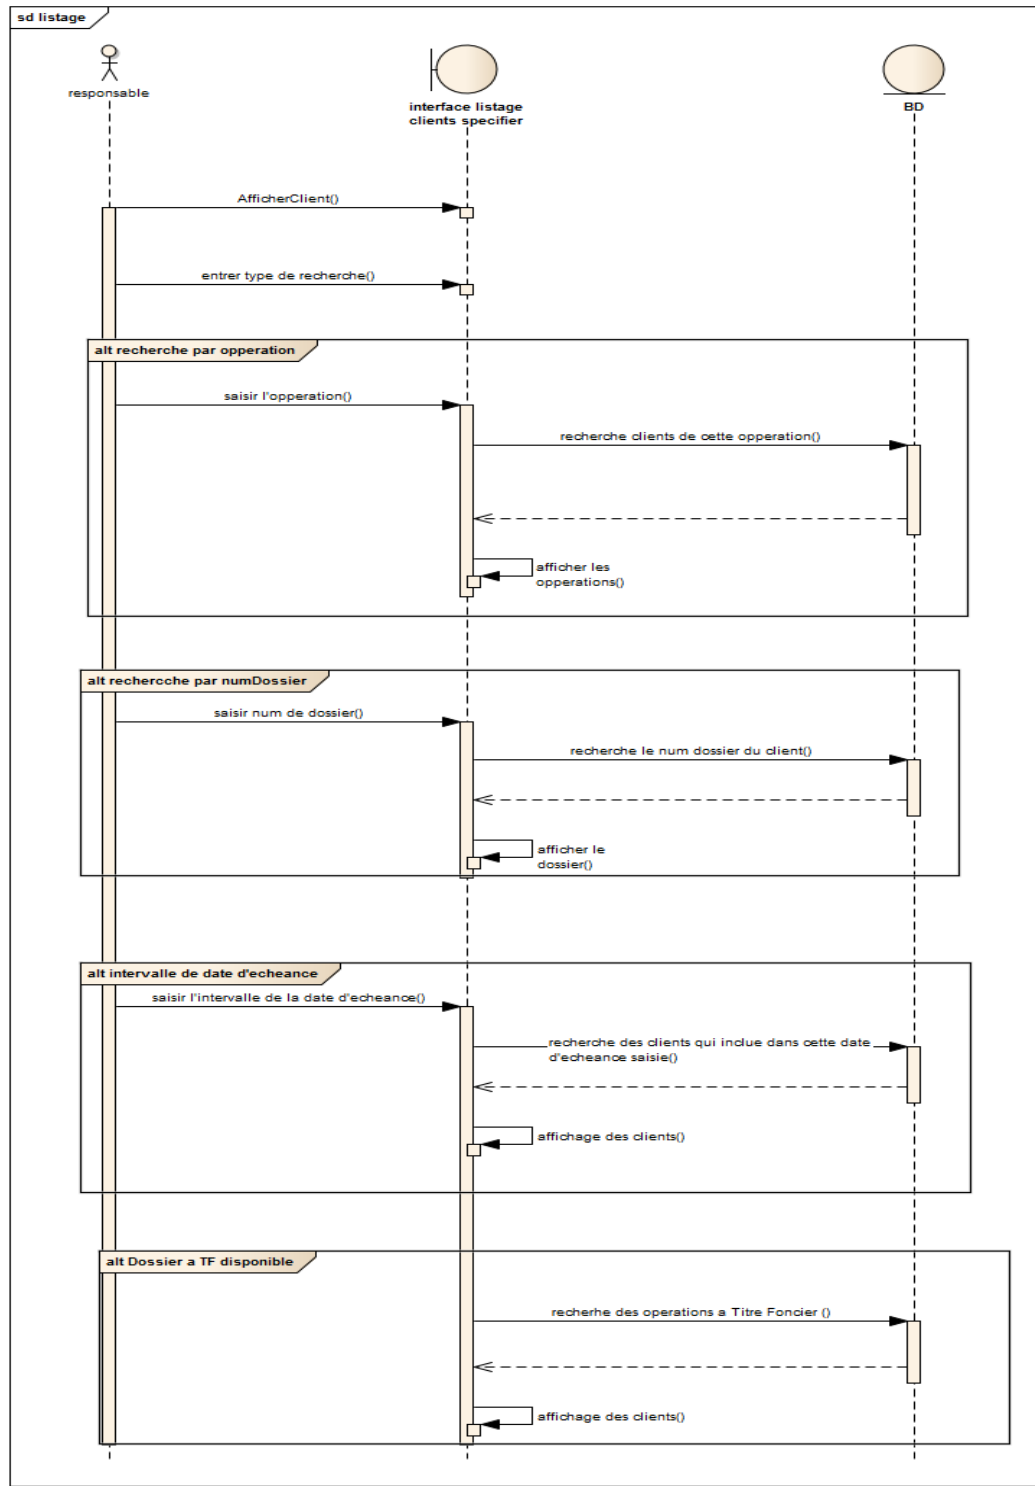 sd listage
responsable
interface listage
clients specifier
BD
AfficherClient()
entrer type de recherche()
alt recherche par opperation
saisir l'opperation()
recherche clients de cette opperation()
afficher les
opperations()
alt rechercche par numDossier
saisir num de dossier()
recherche le num dossier du client()
afficher le
dossier()
alt intervalle de date d'echeance
saisir l'intervalle de la date d'echeance()
recherche des clients qui inclue dans cette date
d'echeance saisie()
affichage des clients()
alt Dossier a TF disponible
recherhe des operations a Titre Foncier ()
affichage des clients()